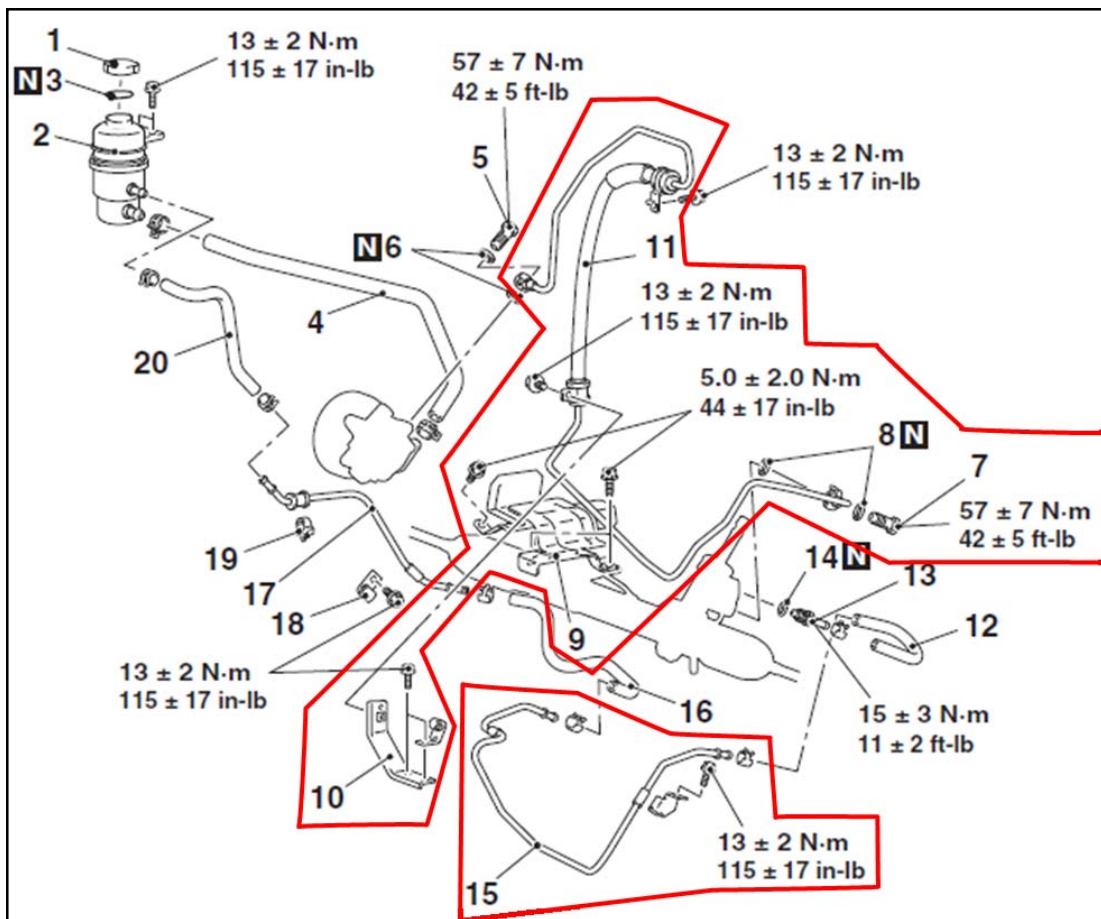 1
13 ± 2 N·m
115 ± 17 in-lb
N 3
2
57 ± 7 N·m
42 ± 5 ft-lb
5
13 ± 2 N·m
115 ± 17 in-lb
N 6
11
4
13 ± 2 N·m
115 ± 17 in-lb
20
5.0 ± 2.0 N·m
44 ± 17 in-lb
8 N
7
57 ± 7 N·m
42 ± 5 ft-lb
19
17
14 N
13
18
9
12
13 ± 2 N·m
115 ± 17 in-lb
16
15 ± 3 N·m
11 ± 2 ft-lb
10
13 ± 2 N·m
115 ± 17 in-lb
15